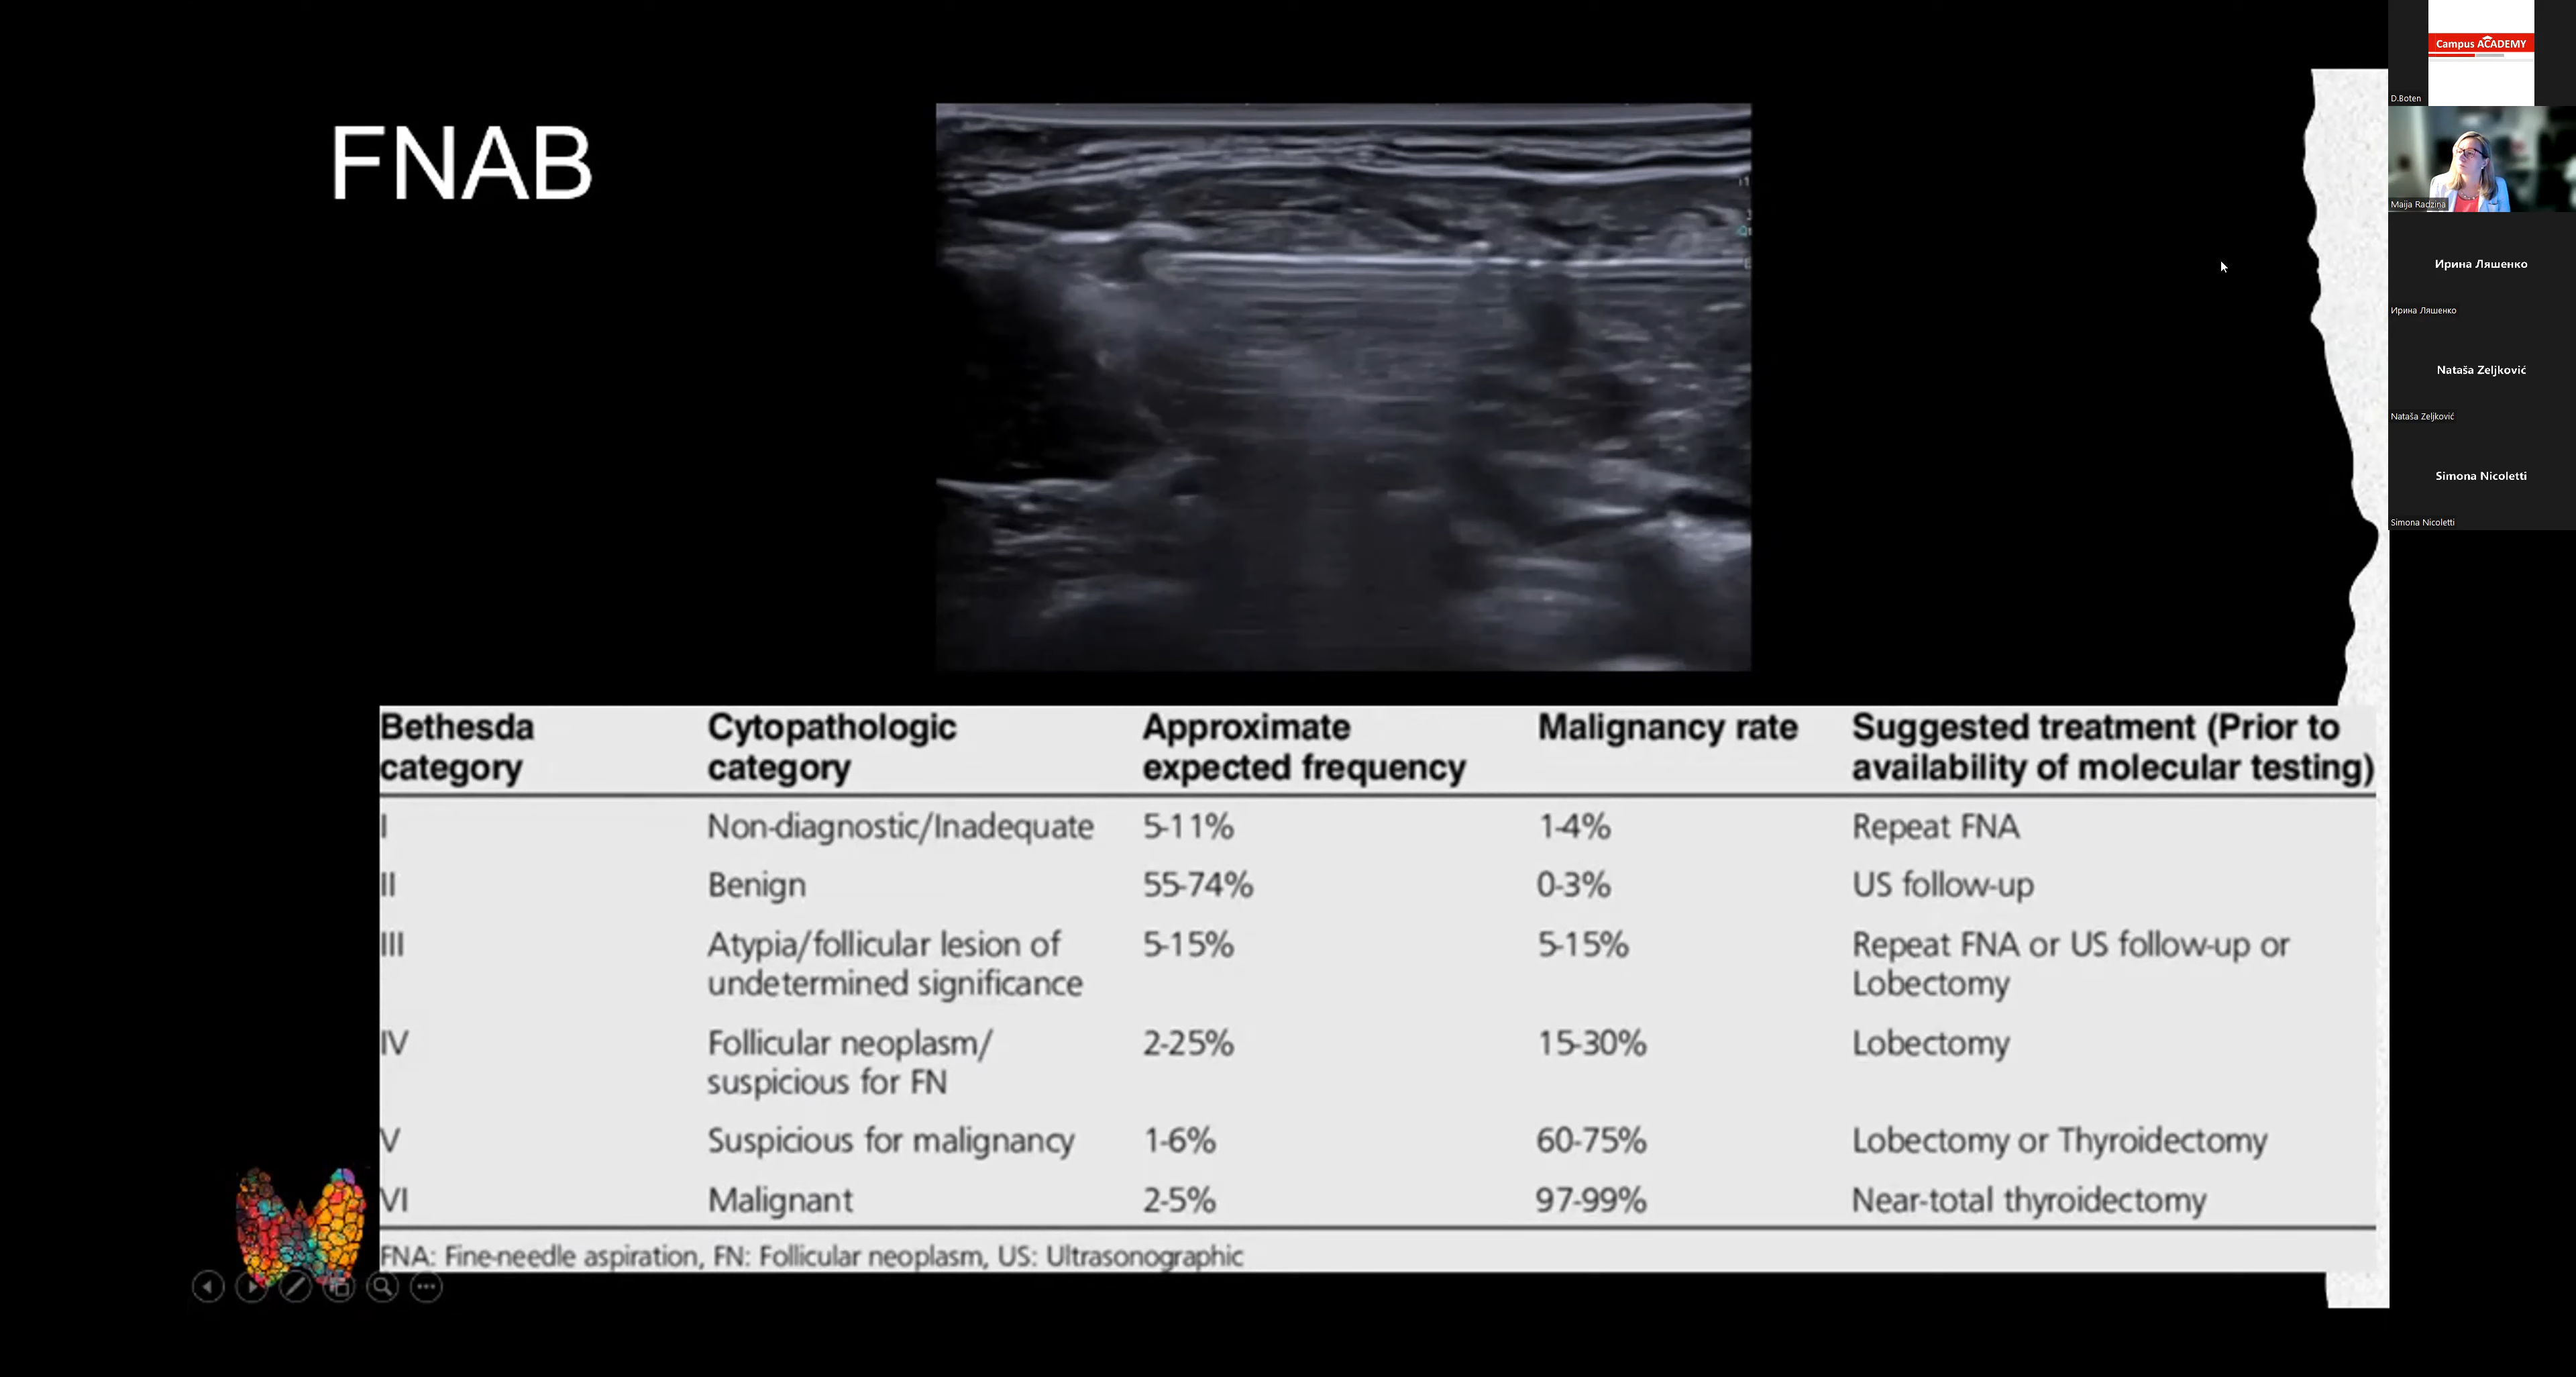 FNAB
Bethesda category
Cytopathologic category
Approximate expected frequency
Malignancy rate
Suggested treatment (Prior to availability of molecular testing)
I Non-diagnostic/Inadequate 5-11% 1-4% Repeat FNA
II Benign 55-74% 0-3% US follow-up
III Atypia/follicular lesion of undetermined significance 5-15% 5-15% Repeat FNA or US follow-up or Lobectomy
IV Follicular neoplasm/ suspicious for FN 2-25% 15-30% Lobectomy
V Suspicious for malignancy 1-6% 60-75% Lobectomy or Thyroidectomy
VI Malignant 2-5% 97-99% Near-total thyroidectomy
FNA: Fine-needle aspiration, FN: Follicular neoplasm, US: Ultrasonographic
Campus ACADEMY
D.Boten
Maija Radzina
Ирина Ляшенко
Ирина Ляшенко
Nataša Zeljković
Nataša Zeljković
Simona Nicoletti
Simona Nicoletti